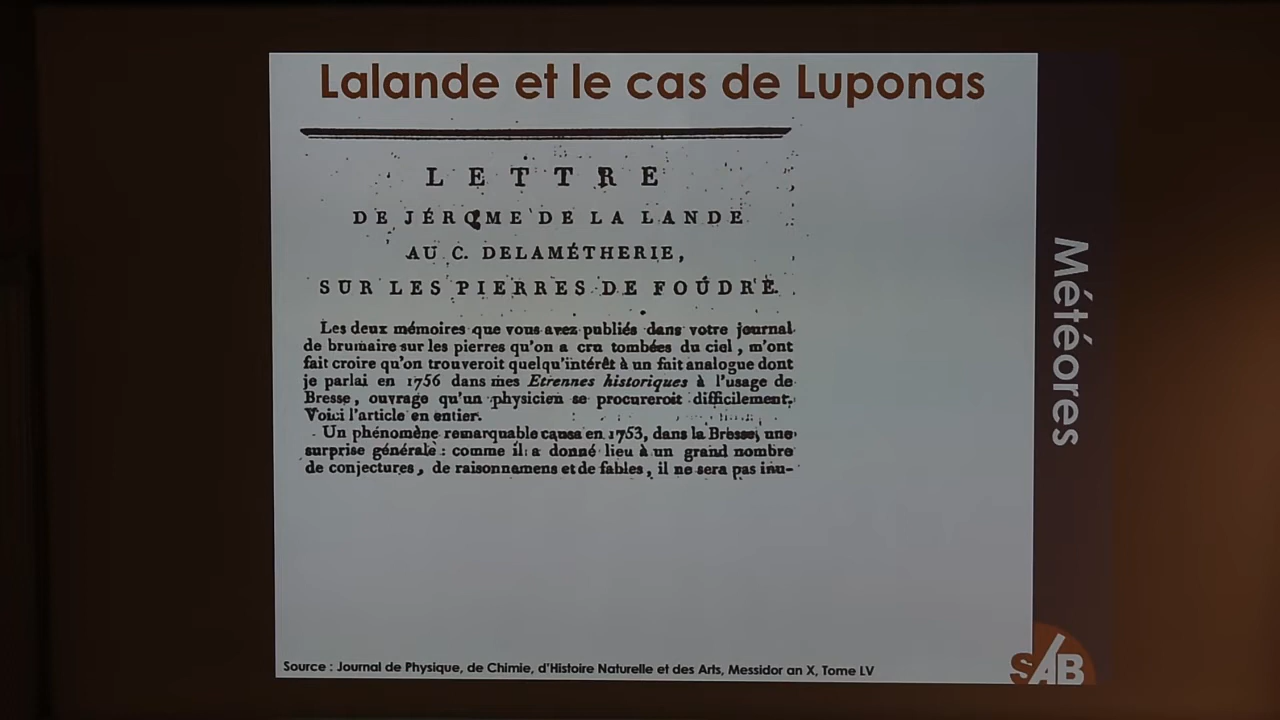 Lalande et le cas de Luponas
LETTRE
DE JÉROME DE LA LANDE
AU C. DELAMÉTHERIE,
SUR LES PIERRES DE FOUDRE.
Les deux mémoires que vous avez publiés dans votre journal
de brumaire sur les pierres qu'on a cru tombées du ciel, m'ont
fait croire qu'on trouveroit quelqu'intérêt à un fait analogue dont
je parlai en 1756 dans mes Etrennes historiques à l'usage de
Bresse, ouvrage qu'un physicien se procureroit difficilement.
Voici l'article en entier.
Un phénomène remarquable causa en 1753, dans la Bresse, une
surprise générale : comme il a donné lieu à un grand nombre
de conjectures, de raisonnemens et de fables, il ne sera pas inu-
Source : Journal de Physique, de Chimie, d'Histoire Naturelle et des Arts, Messidor an X, Tome LV
Météores
SAB